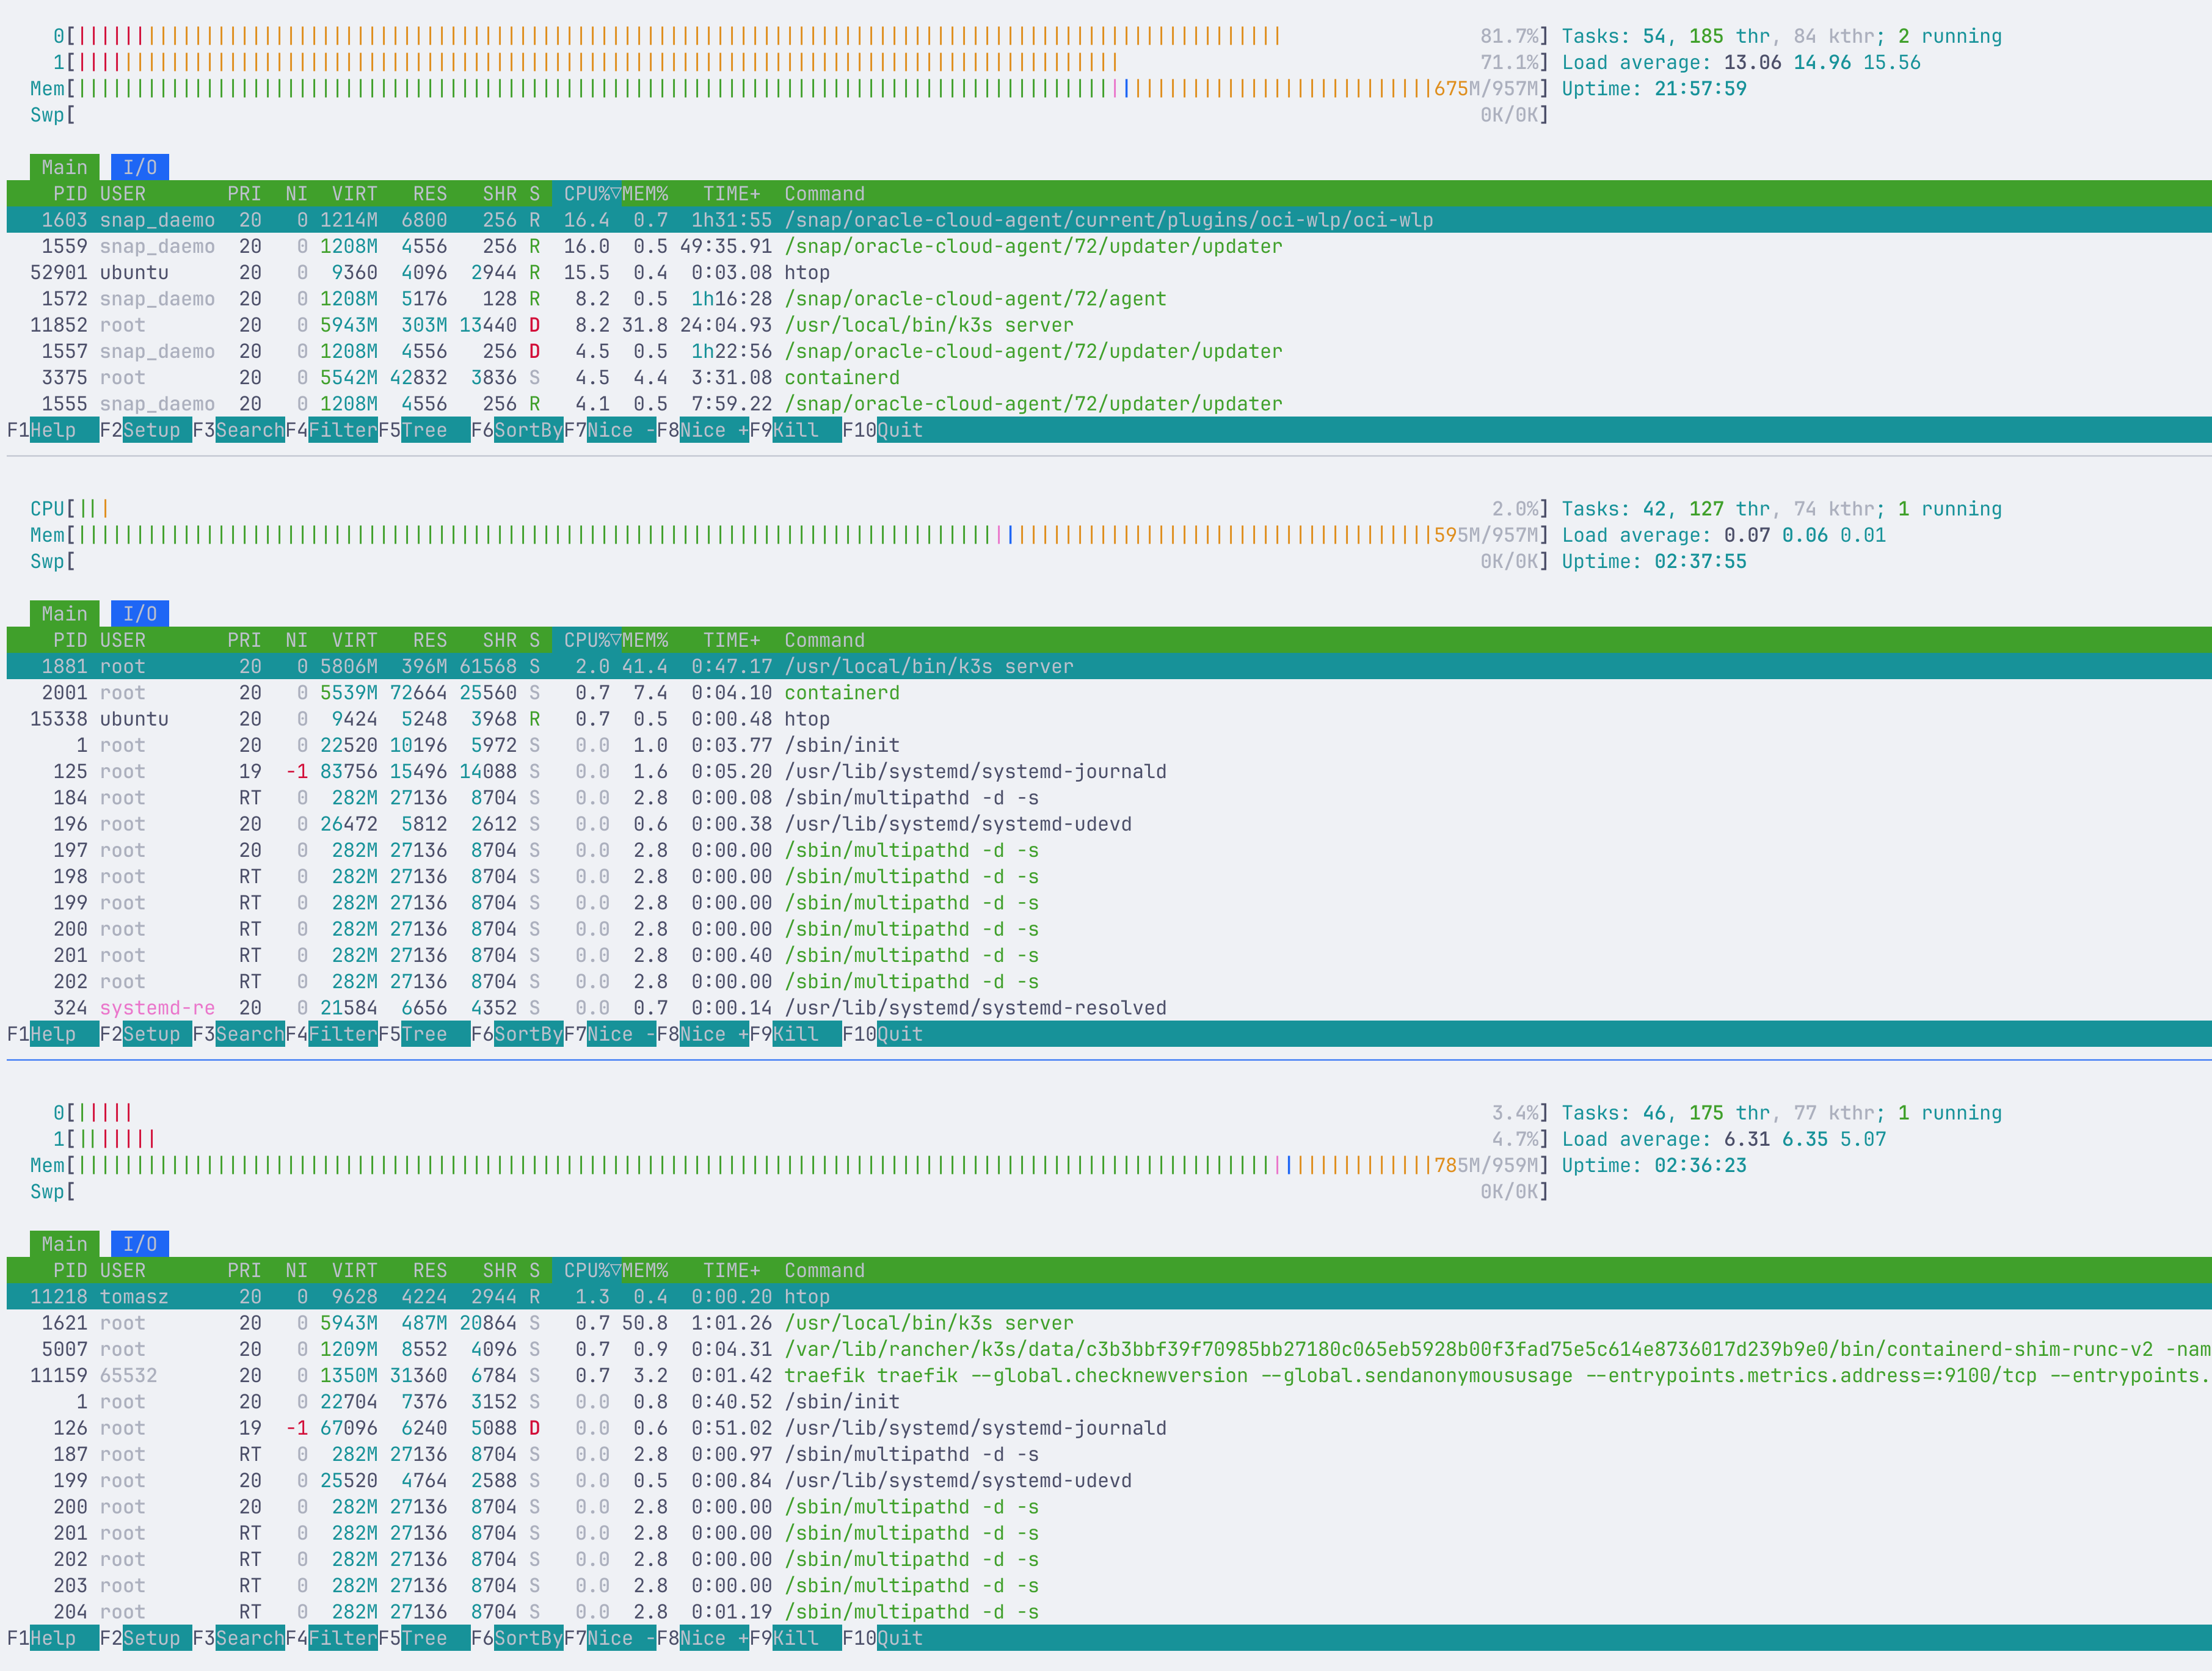 0[ 81.7%] Tasks: 54, 185 thr, 84 kthr; 2 running
1[ 71.1%] Load average: 13.06 14.96 15.56
Mem[ 675M/957M] Uptime: 21:57:59
Swp[ 0K/0K]
Main I/O
PID USER PRI NI VIRT RES SHR S CPU%▽MEM% TIME+ Command
1603 snap_daemo 20 0 1214M 6800 256 R 16.4 0.7 1h31:55 /snap/oracle-cloud-agent/current/plugins/oci-wlp/oci-wlp
1559 snap_daemo 20 0 1208M 4556 256 R 16.0 0.5 49:35.91 /snap/oracle-cloud-agent/72/updater/updater
52901 ubuntu 20 0 9360 4096 2944 R 15.5 0.4 0:03.08 htop
1572 snap_daemo 20 0 1208M 5176 128 R 8.2 0.5 1h16:28 /snap/oracle-cloud-agent/72/agent
11852 root 20 0 5943M 303M 13440 D 8.2 31.8 24:04.93 /usr/local/bin/k3s server
1557 snap_daemo 20 0 1208M 4556 256 D 4.5 0.5 1h22:56 /snap/oracle-cloud-agent/72/updater/updater
3375 root 20 0 5542M 42832 3836 S 4.5 4.4 3:31.08 containerd
1555 snap_daemo 20 0 1208M 4556 256 R 4.1 0.5 7:59.22 /snap/oracle-cloud-agent/72/updater/updater
F1Help F2Setup F3SearchF4FilterF5Tree F6SortByF7Nice -F8Nice +F9Kill F10Quit
CPU[ 2.0%] Tasks: 42, 127 thr, 74 kthr; 1 running
Mem[ 595M/957M] Load average: 0.07 0.06 0.01
Swp[ 0K/0K] Uptime: 02:37:55
Main I/O
PID USER PRI NI VIRT RES SHR S CPU%▽MEM% TIME+ Command
1881 root 20 0 5806M 396M 61568 S 2.0 41.4 0:47.17 /usr/local/bin/k3s server
2001 root 20 0 5539M 72664 25560 S 0.7 7.4 0:04.10 containerd
15338 ubuntu 20 0 9424 5248 3968 R 0.7 0.5 0:00.48 htop
1 root 20 0 22520 10196 5972 S 0.0 1.0 0:03.77 /sbin/init
125 root 19 -1 83756 15496 14088 S 0.0 1.6 0:05.20 /usr/lib/systemd/systemd-journald
184 root RT 0 282M 27136 8704 S 0.0 2.8 0:00.08 /sbin/multipathd -d -s
196 root 20 0 26472 5812 2612 S 0.0 0.6 0:00.38 /usr/lib/systemd/systemd-udevd
197 root 20 0 282M 27136 8704 S 0.0 2.8 0:00.00 /sbin/multipathd -d -s
198 root RT 0 282M 27136 8704 S 0.0 2.8 0:00.00 /sbin/multipathd -d -s
199 root RT 0 282M 27136 8704 S 0.0 2.8 0:00.00 /sbin/multipathd -d -s
200 root RT 0 282M 27136 8704 S 0.0 2.8 0:00.00 /sbin/multipathd -d -s
201 root RT 0 282M 27136 8704 S 0.0 2.8 0:00.40 /sbin/multipathd -d -s
202 root RT 0 282M 27136 8704 S 0.0 2.8 0:00.00 /sbin/multipathd -d -s
324 systemd-re 20 0 21584 6656 4352 S 0.0 0.7 0:00.14 /usr/lib/systemd/systemd-resolved
F1Help F2Setup F3SearchF4FilterF5Tree F6SortByF7Nice -F8Nice +F9Kill F10Quit
0[ 3.4%] Tasks: 46, 175 thr, 77 kthr; 1 running
1[ 4.7%] Load average: 6.31 6.35 5.07
Mem[ 785M/959M] Uptime: 02:36:23
Swp[ 0K/0K]
Main I/O
PID USER PRI NI VIRT RES SHR S CPU%▽MEM% TIME+ Command
11218 tomasz 20 0 9628 4224 2944 R 1.3 0.4 0:00.20 htop
1621 root 20 0 5943M 487M 20864 S 0.7 50.8 1:01.26 /usr/local/bin/k3s server
5007 root 20 0 1209M 8552 4096 S 0.7 0.9 0:04.31 /var/lib/rancher/k3s/data/c3b3bbf39f70985bb27180c065eb5928b00f3fad75e5c614e8736017d239b9e0/bin/containerd-shim-runc-v2 -nam
11159 65532 20 0 1350M 31360 6784 S 0.7 3.2 0:01.42 traefik traefik --global.checknewversion --global.sendanonymoususage --entrypoints.metrics.address=:9100/tcp --entrypoints.
1 root 20 0 22704 7376 3152 S 0.0 0.8 0:40.52 /sbin/init
126 root 19 -1 67096 6240 5088 D 0.0 0.6 0:51.02 /usr/lib/systemd/systemd-journald
187 root RT 0 282M 27136 8704 S 0.0 2.8 0:00.97 /sbin/multipathd -d -s
199 root 20 0 25520 4764 2588 S 0.0 0.5 0:00.84 /usr/lib/systemd/systemd-udevd
200 root 20 0 282M 27136 8704 S 0.0 2.8 0:00.00 /sbin/multipathd -d -s
201 root RT 0 282M 27136 8704 S 0.0 2.8 0:00.00 /sbin/multipathd -d -s
202 root RT 0 282M 27136 8704 S 0.0 2.8 0:00.00 /sbin/multipathd -d -s
203 root RT 0 282M 27136 8704 S 0.0 2.8 0:00.00 /sbin/multipathd -d -s
204 root RT 0 282M 27136 8704 S 0.0 2.8 0:01.19 /sbin/multipathd -d -s
F1Help F2Setup F3SearchF4FilterF5Tree F6SortByF7Nice -F8Nice +F9Kill F10Quit